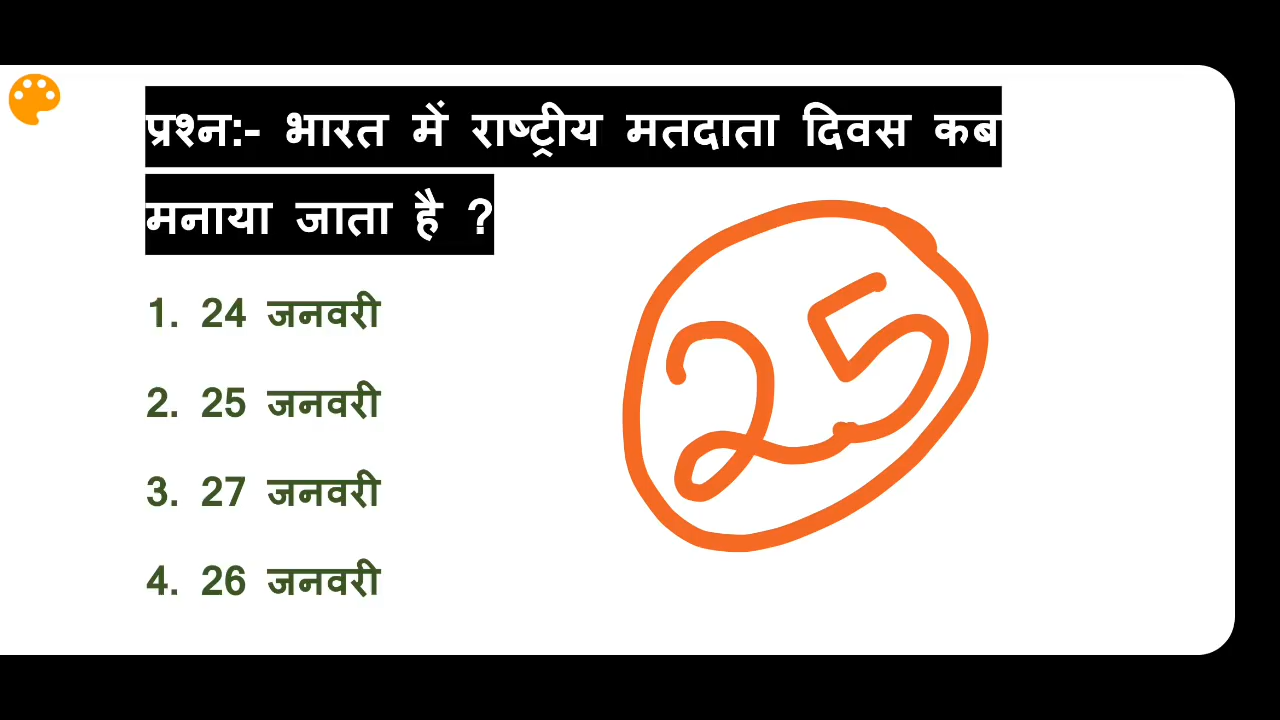 प्रश्न:- भारत में राष्ट्रीय मतदाता दिवस कब
मनाया जाता है ?
1. 24 जनवरी
2. 25 जनवरी
3. 27 जनवरी
4. 26 जनवरी
25